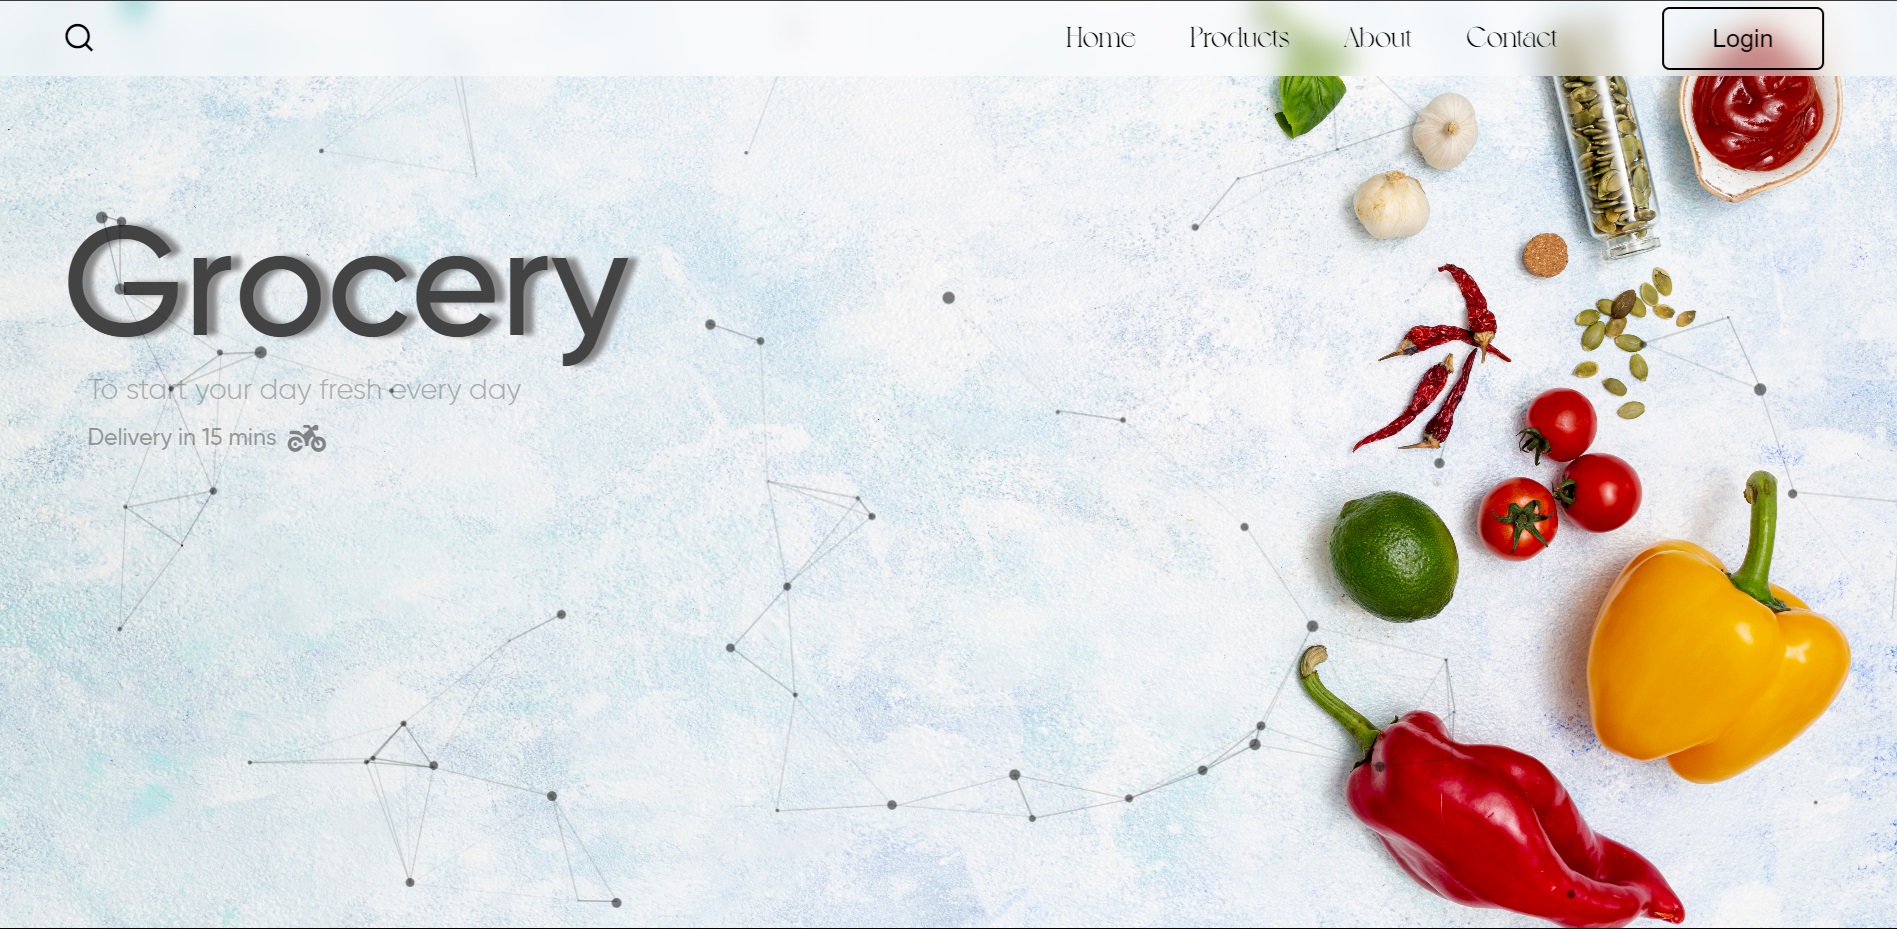 Home Products About Contact Login
Grocery
To start your day fresh every day
Delivery in 15 mins